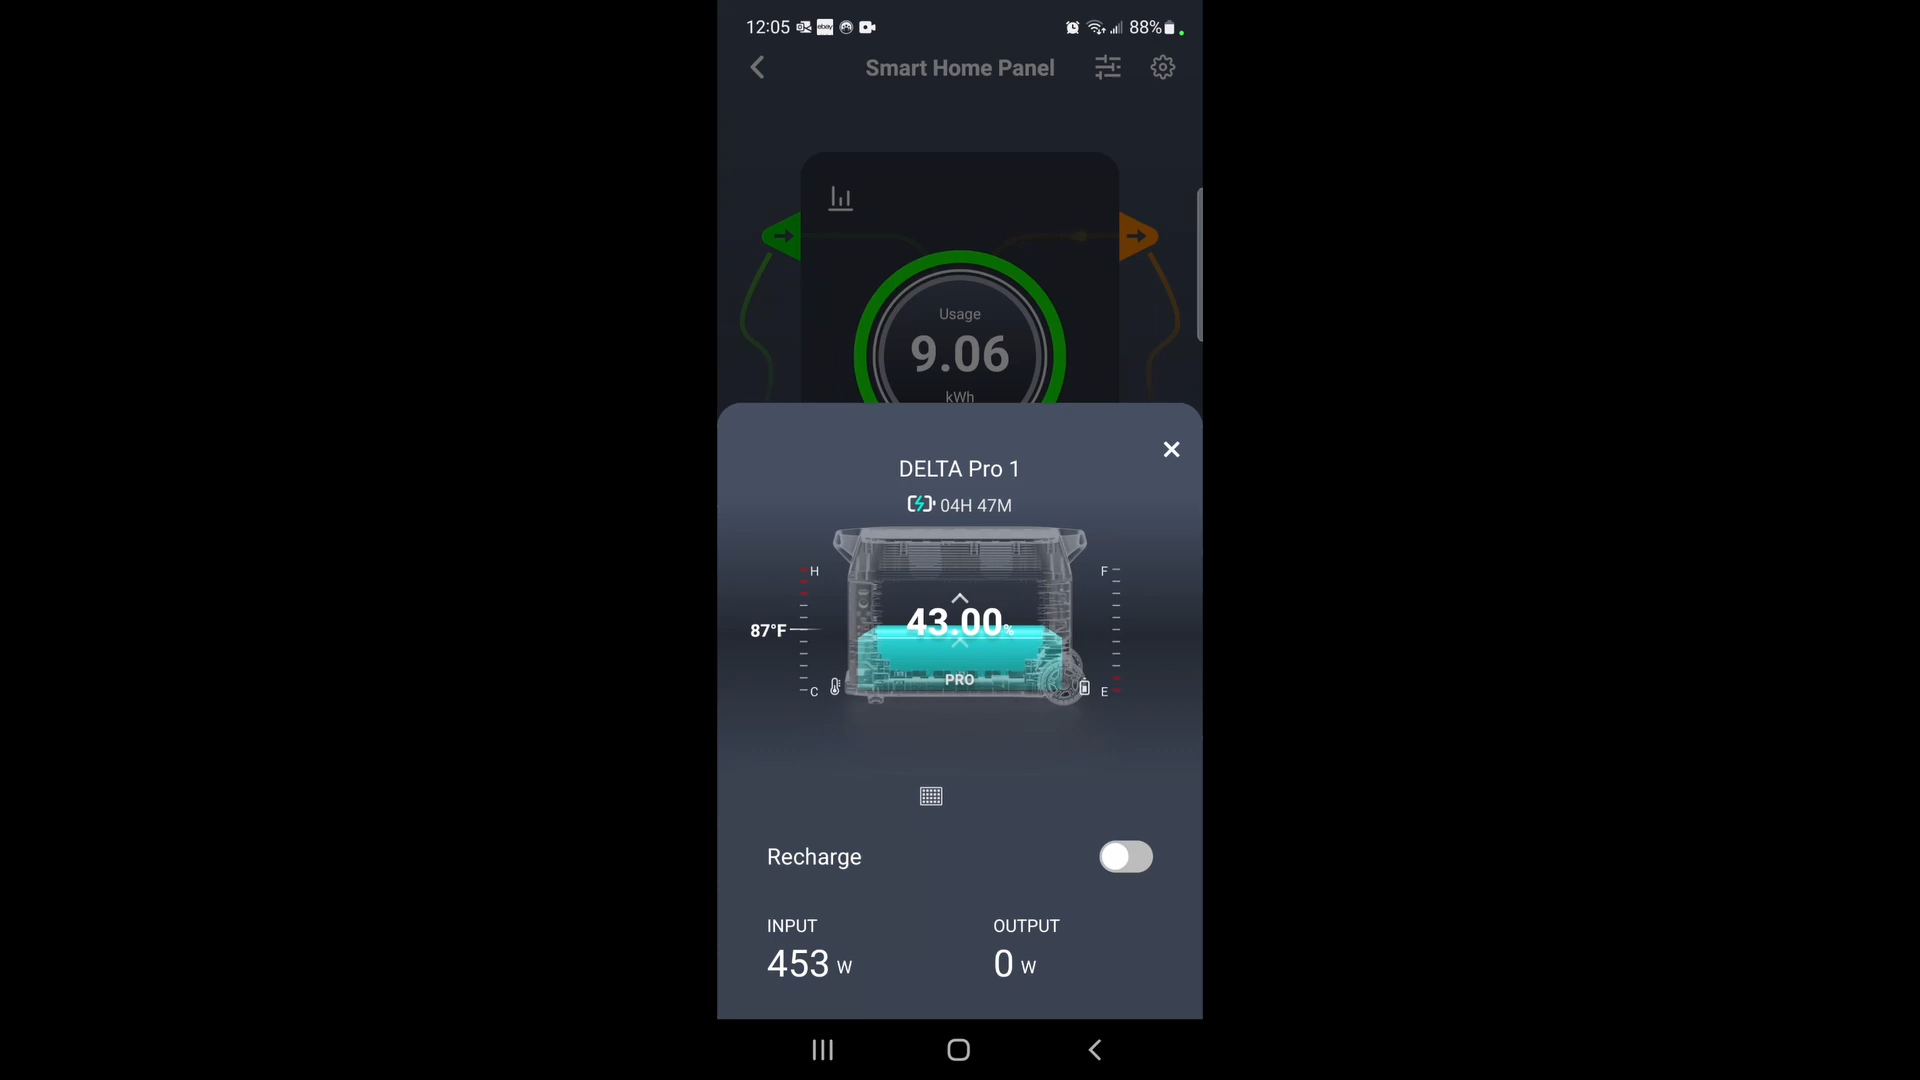 12:05 ebay 88%
Smart Home Panel
Usage
9.06
kWh
DELTA Pro 1
04H 47M
H F
43.00%
87°F
PRO
C E
Recharge
INPUT OUTPUT
453 W 0 W